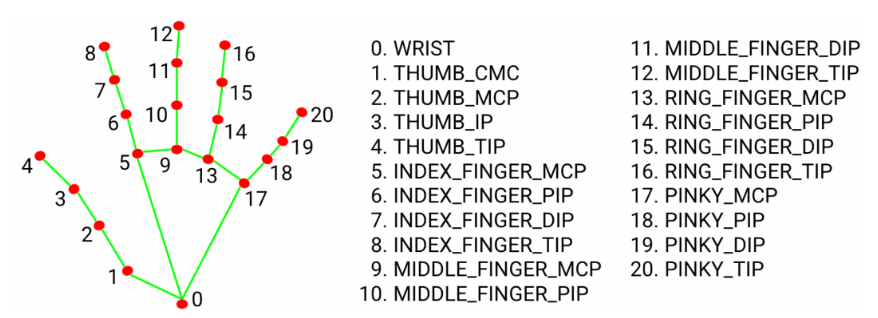 12
8
16
11
7
15
10
6
14
20
19
5
9
13
18
4
17
3
2
1
0
0. WRIST
1. THUMB_CMC
2. THUMB_MCP
3. THUMB_IP
4. THUMB_TIP
5. INDEX_FINGER_MCP
6. INDEX_FINGER_PIP
7. INDEX_FINGER_DIP
8. INDEX_FINGER_TIP
9. MIDDLE_FINGER_MCP
10. MIDDLE_FINGER_PIP
11. MIDDLE_FINGER_DIP
12. MIDDLE_FINGER_TIP
13. RING_FINGER_MCP
14. RING_FINGER_PIP
15. RING_FINGER_DIP
16. RING_FINGER_TIP
17. PINKY_MCP
18. PINKY_PIP
19. PINKY_DIP
20. PINKY_TIP